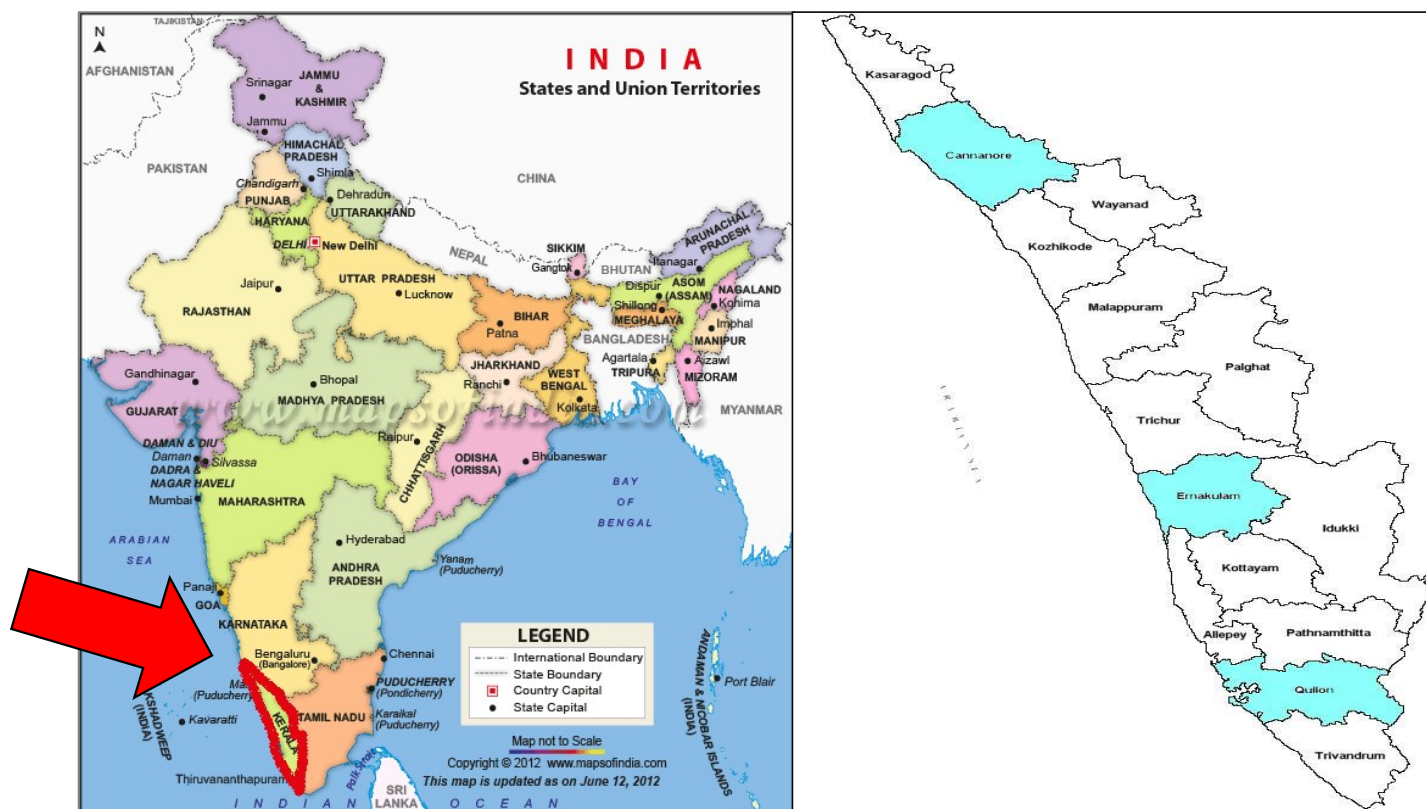 INDIA
States and Union Territories
N
TAJIKISTAN
AFGHANISTAN
JAMMU
&
KASHMIR
Srinagar
Jammu
HIMACHAL
PRADESH
Shimla
PAKISTAN
Chandigarh
PUNJAB
Dehradun
UTTARAKHAND
HARYANA
DELHI
New Delhi
CHINA
NEPAL
SIKKIM
Gangtok
BHUTAN
ARUNACHAL
PRADESH
Itanagar
Dispur
ASOM
(ASSAM)
NAGALAND
Kohima
Shillong
MEGHALAYA
Imphal
MANIPUR
BANGLADESH
Agartala
TRIPURA
Aizawl
MIZORAM
MYANMAR
Jaipur
RAJASTHAN
UTTAR PRADESH
Lucknow
BIHAR
Patna
JHARKHAND
Ranchi
WEST
BENGAL
Kolkata
Gandhinagar
GUJARAT
Bhopal
MADHYA PRADESH
www.mapsofindia.com
Raipur
CHHATTISGARH
ODISHA
(ORISSA)
Bhubaneswar
DAMAN & DIU
Daman
Silvassa
DADRA &
NAGAR HAVELI
Mumbai
MAHARASHTRA
BAY
OF
BENGAL
ARABIAN
SEA
Hyderabad
ANDHRA
PRADESH
Yanam
(Puducherry)
Panaji
GOA
KARNATAKA
Bengaluru
(Bangalore)
Chennai
PUDUCHERRY
(Pondicherry)
(Puducherry)
KERALA
TAMIL NADU
Karaikal
(Puducherry)
Kavaratti
(INDIA)
Thiruvananthapuram
Palk Strait
SRI
LANKA
INDIAN OCEAN
ANDAMAN & NICOBAR ISLANDS
(INDIA)
Port Blair
LEGEND
International Boundary
State Boundary
Country Capital
State Capital
Map not to Scale
Copyright © 2012 www.mapsofindia.com
This map is updated as on June 12, 2012
Kasaragod
Cannanore
Wayanad
Kozhikode
Malappuram
Palghat
Trichur
Ernakulam
Idukki
Kottayam
Allepey
Pathnamthitta
Quilon
Trivandrum